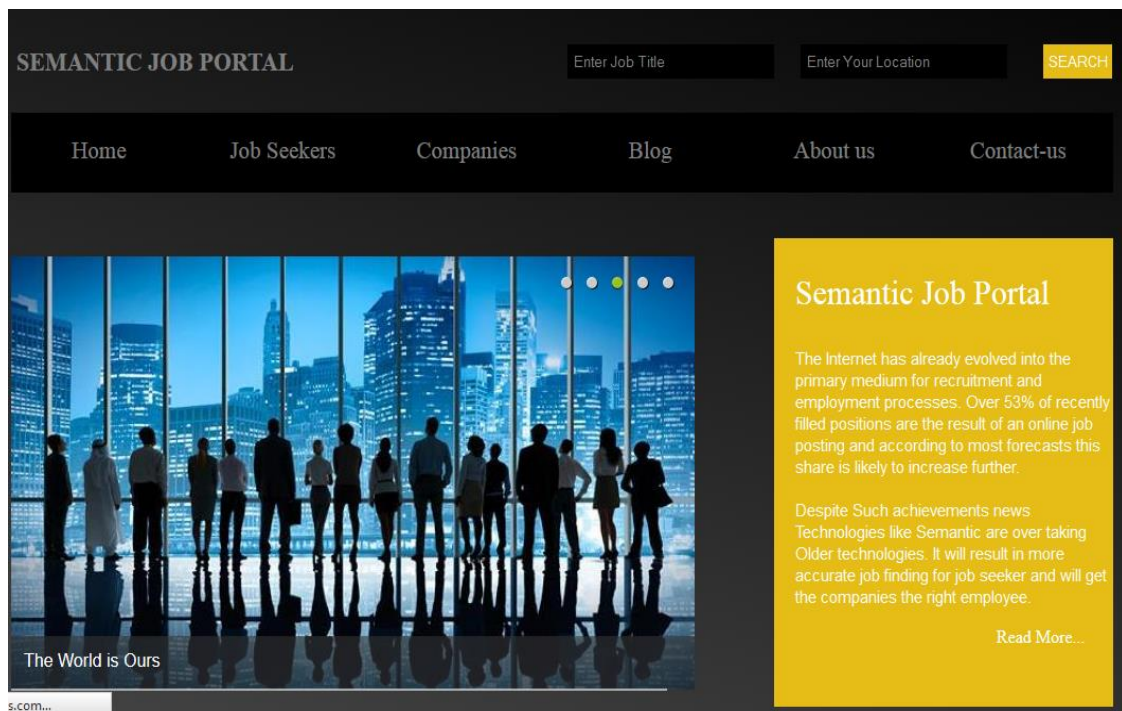 SEMANTIC JOB PORTAL
Enter Job Title
Enter Your Location
SEARCH
Home
Job Seekers
Companies
Blog
About us
Contact-us
Semantic Job Portal
The Internet has already evolved into the
primary medium for recruitment and
employment processes. Over 53% of recently
filled positions are the result of an online job
posting and according to most forecasts this
share is likely to increase further.
Despite Such achievements news
Technologies like Semantic are over taking
Older technologies. It will result in more
accurate job finding for job seeker and will get
the companies the right employee.
Read More...
The World is Ours
s.com...